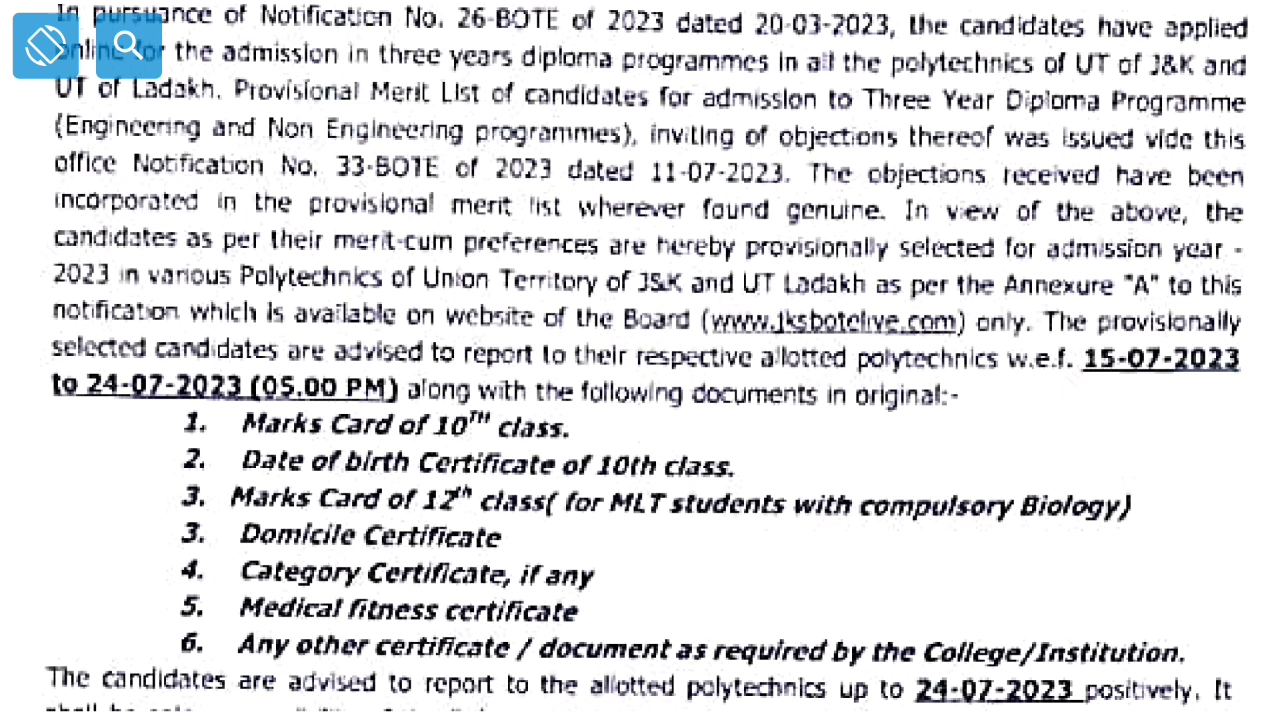 In pursuance of Notification No. 26-BOTE of 2023 dated 20-03-2023, the candidates have applied
online for the admission in three years diploma programmes in all the polytechnics of UT of J&K and
UT of Ladakh. Provisional Merit List of candidates for admission to Three Year Diploma Programme
(Engineering and Non Engineering programmes), inviting of objections thereof was issued vide this
office Notification No. 33-BOTE of 2023 dated 11-07-2023. The objections received have been
incorporated in the provisional merit list wherever found genuine. In view of the above, the
candidates as per their merit-cum preferences are hereby provisionally selected for admission year -
2023 in various Polytechnics of Union Territory of J&K and UT Ladakh as per the Annexure "A" to this
notification which is available on website of the Board (www.jksbotelive.com) only. The provisionally
selected candidates are advised to report to their respective allotted polytechnics w.e.f. 15-07-2023
to 24-07-2023 (05.00 PM) along with the following documents in original:-
1. Marks Card of 10TH class.
2. Date of birth Certificate of 10th class.
3. Marks Card of 12th class( for MLT students with compulsory Biology)
3. Domicile Certificate
4. Category Certificate, if any
5. Medical fitness certificate
6. Any other certificate / document as required by the College/Institution.
The candidates are advised to report to the allotted polytechnics up to 24-07-2023 positively. It